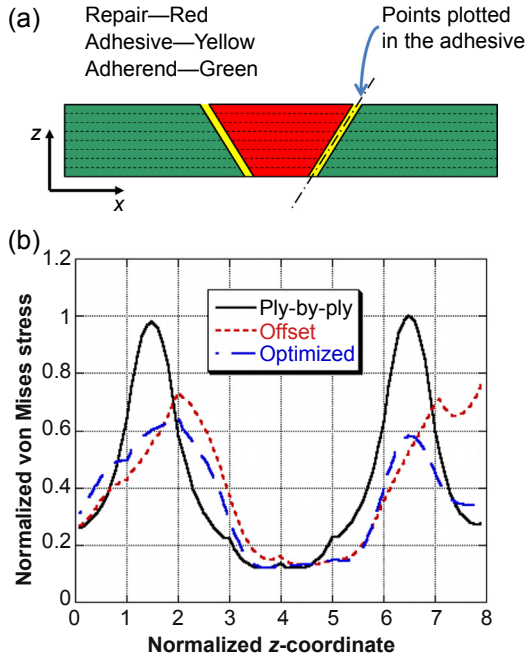 (a)
Repair—Red
Adhesive—Yellow
Adherend—Green
Points plotted
in the adhesive
z
x
(b)
Normalized von Mises stress
1.2
1
0.8
0.6
0.4
0.2
0
Ply-by-ply
Offset
Optimized
0 1 2 3 4 5 6 7 8
Normalized z-coordinate